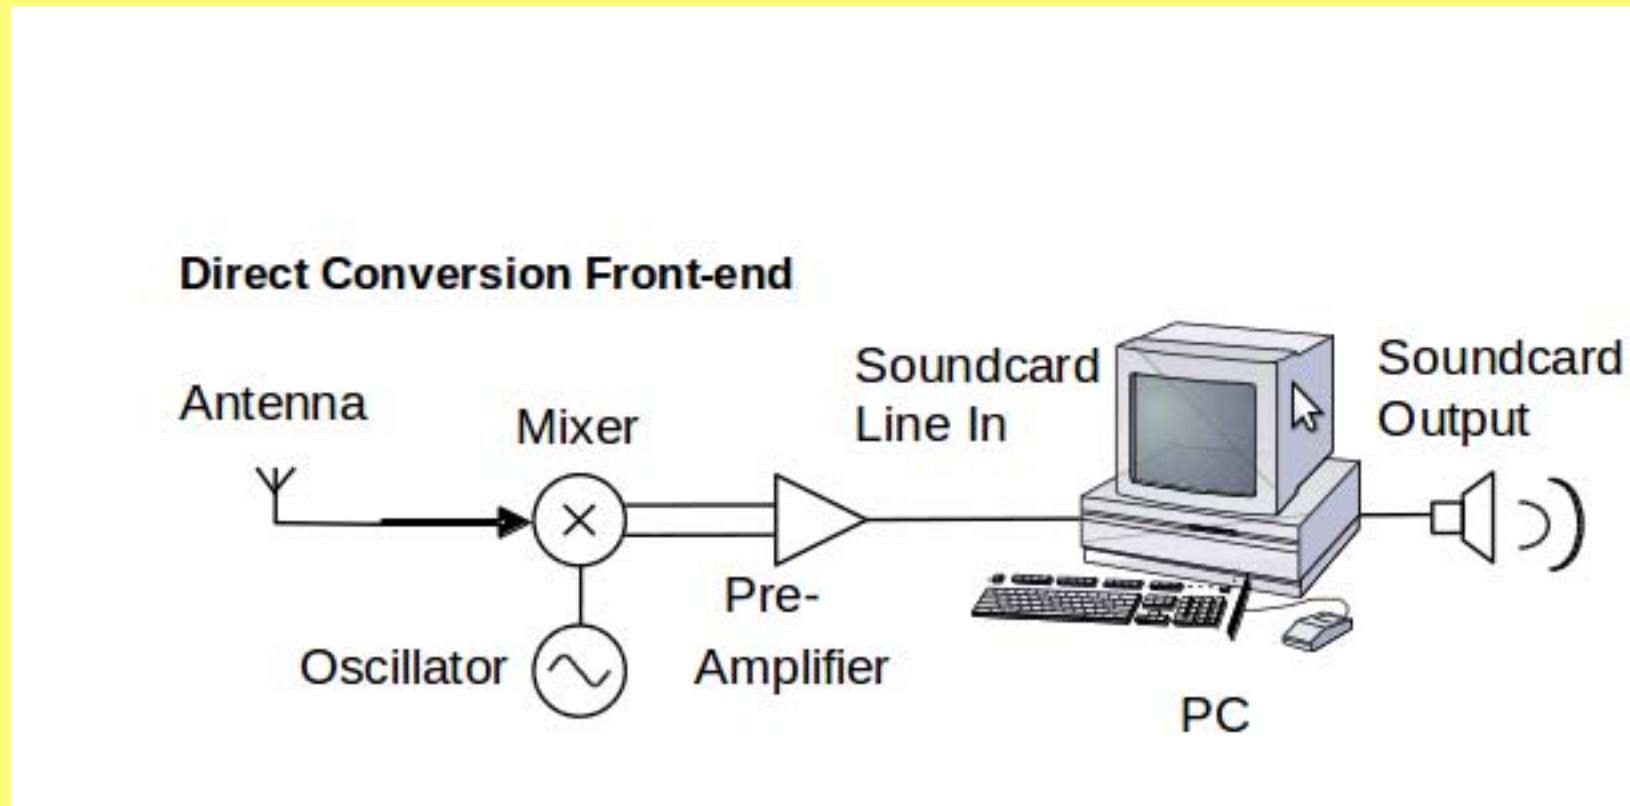 Direct Conversion Front-end
Antenna
Mixer
Soundcard
Line In
Soundcard
Output
Pre-
Amplifier
Oscillator
PC